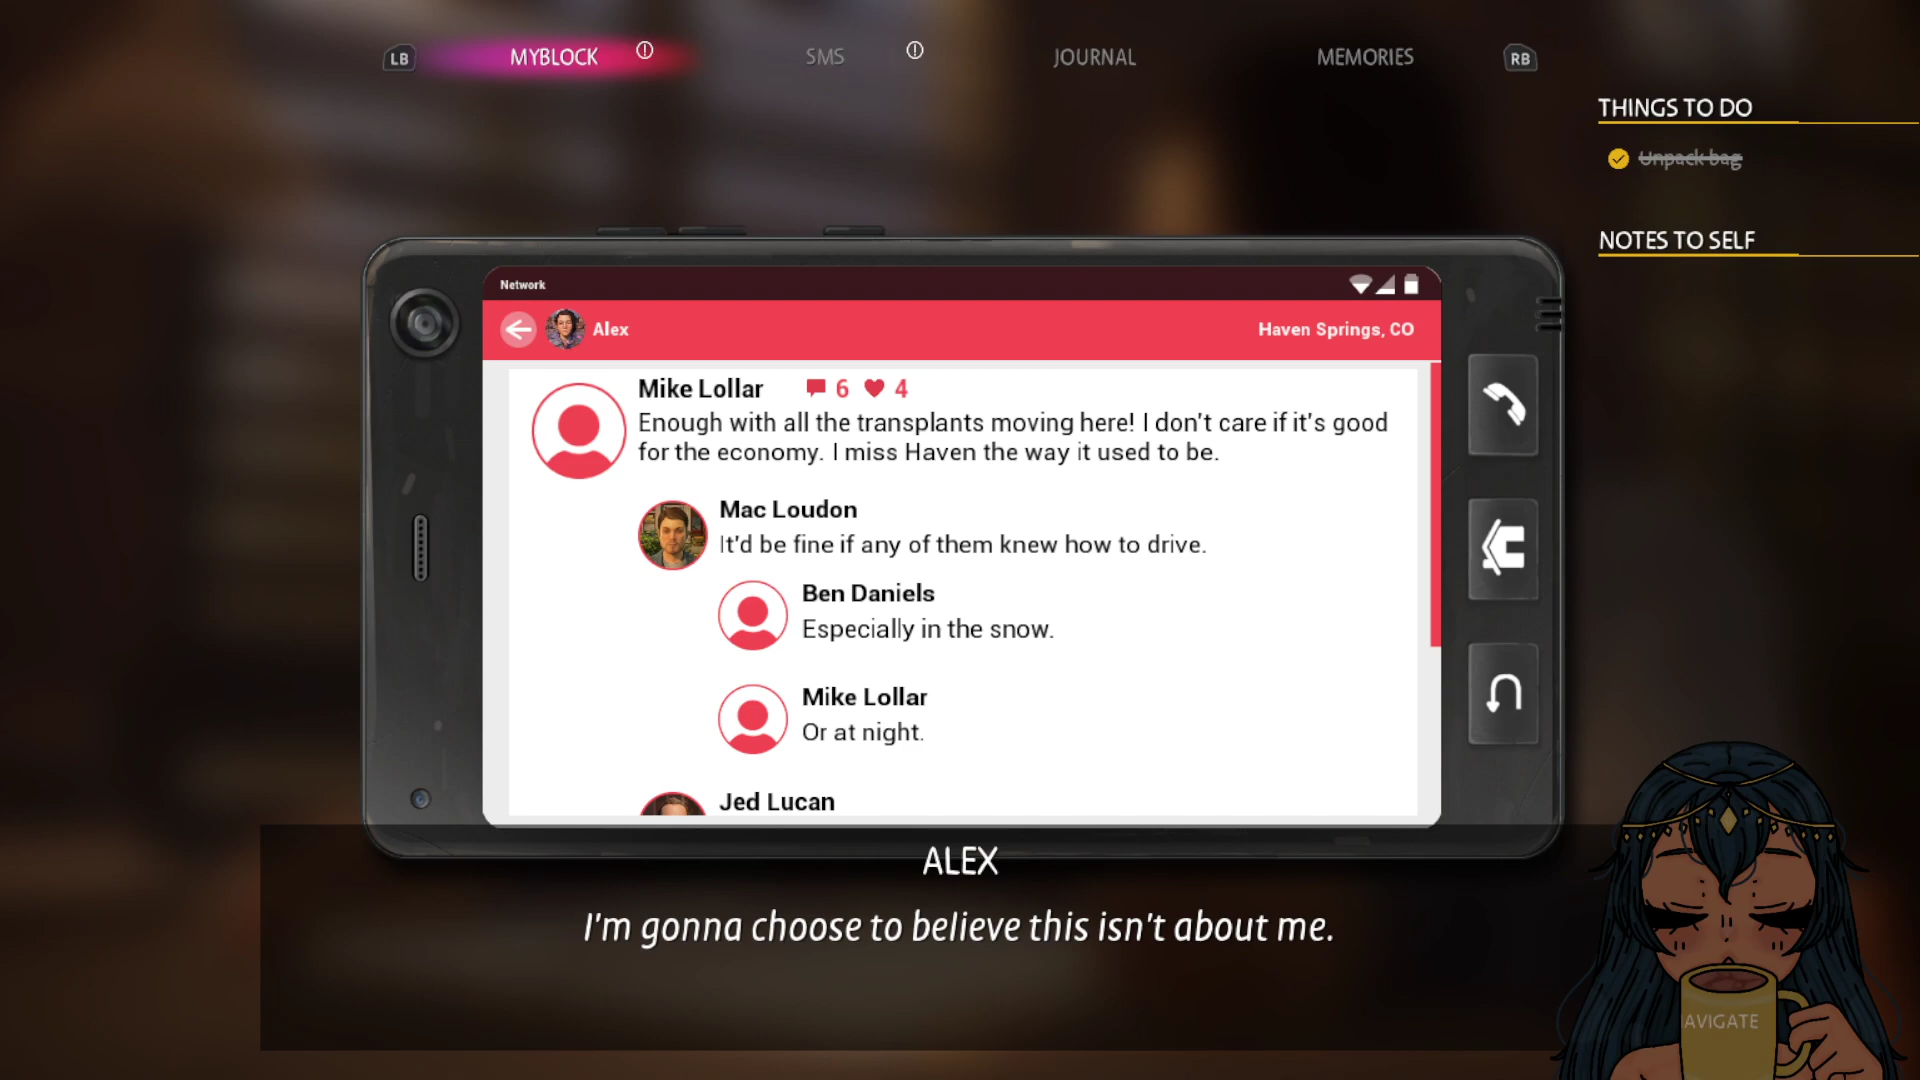 LB
MYBLOCK
SMS
JOURNAL
MEMORIES
RB
THINGS TO DO
Unpack bag
NOTES TO SELF
Network
Alex
Haven Springs, CO
Mike Lollar 6 4
Enough with all the transplants moving here! I don't care if it's good
for the economy. I miss Haven the way it used to be.
Mac Loudon
It'd be fine if any of them knew how to drive.
Ben Daniels
Especially in the snow.
Mike Lollar
Or at night.
Jed Lucan
ALEX
I'm gonna choose to believe this isn't about me.
AVIGATE